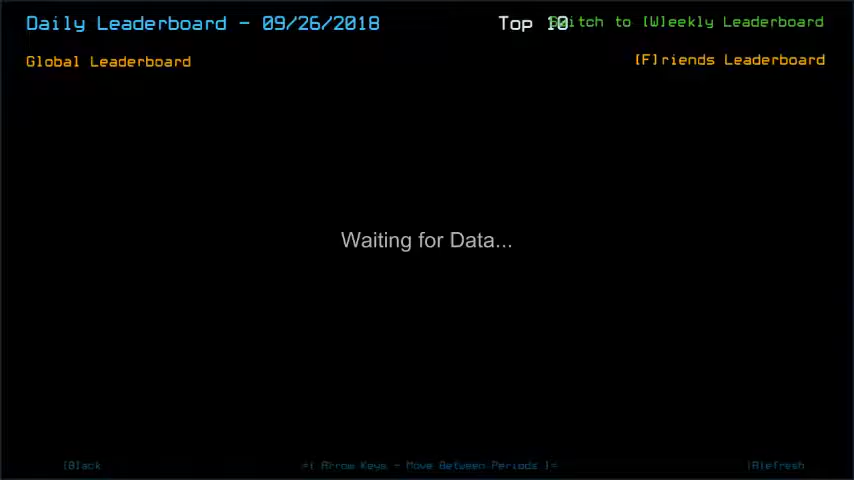 Daily Leaderboard - 09/26/2018
Top 10
Switch to [W]eekly Leaderboard
Global Leaderboard
[F]riends Leaderboard
Waiting for Data...
[B]ack
=[ Arrow Keys - Move Between Periods ]=
[R]efresh